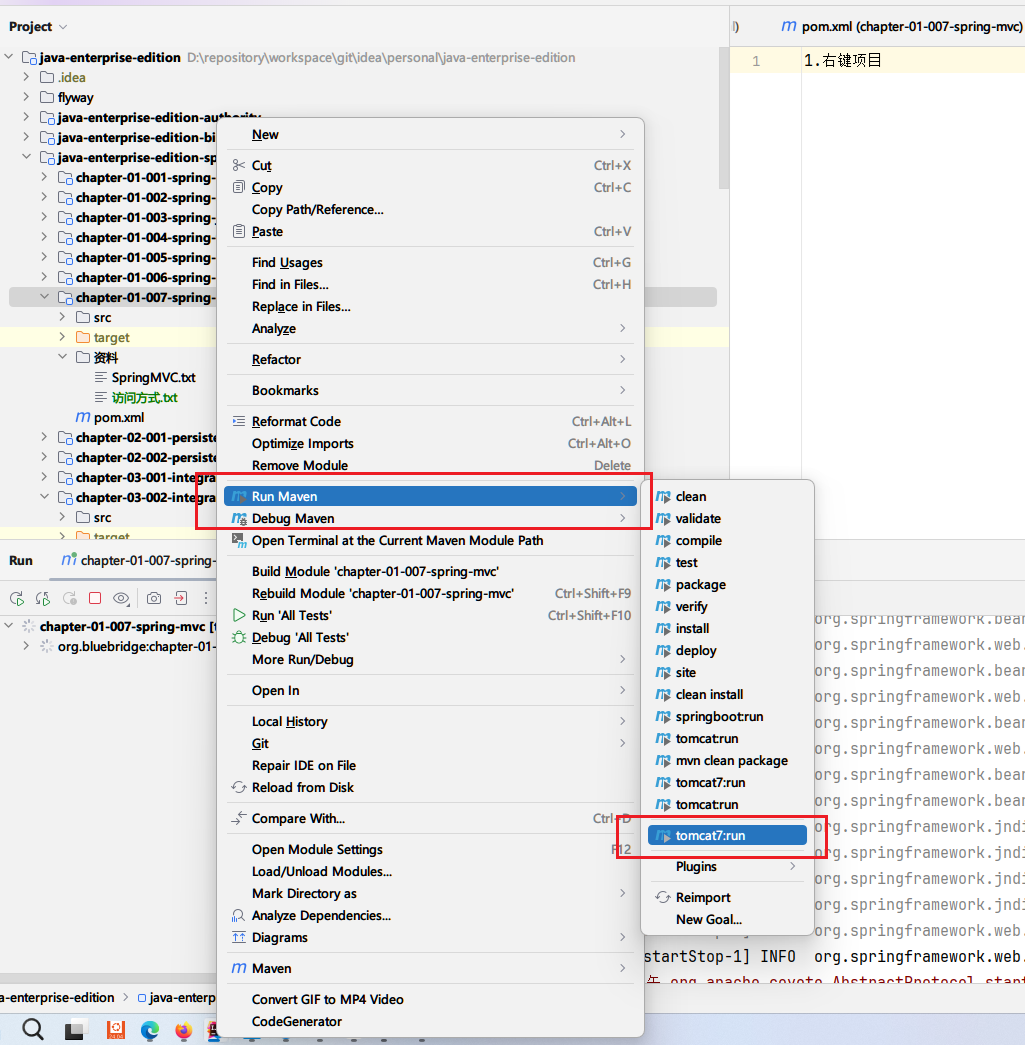 Project
java-enterprise-edition D:\repository\workspace\git\idea\personal\java-enterprise-edition
.idea
flyway
java-enterprise-edition-authority
java-enterprise-edition-bi
java-enterprise-edition-sp
chapter-01-001-spring-
chapter-01-002-spring-
chapter-01-003-spring-
chapter-01-004-spring-
chapter-01-005-spring-
chapter-01-006-spring-
chapter-01-007-spring-
src
target
资料
SpringMVC.txt
访问方式.txt
pom.xml
chapter-02-001-persiste
chapter-02-002-persiste
chapter-03-001-integra
chapter-03-002-integra
src
target
pom.xml (chapter-01-007-spring-mvc)
1 1.右键项目
New
Cut Ctrl+X
Copy Ctrl+C
Copy Path/Reference...
Paste Ctrl+V
Find Usages Ctrl+G
Find in Files... Ctrl+H
Replace in Files...
Analyze
Refactor
Bookmarks
Reformat Code Ctrl+Alt+L
Optimize Imports Ctrl+Alt+O
Remove Module Delete
Run Maven
Debug Maven
Open Terminal at the Current Maven Module Path
Build Module 'chapter-01-007-spring-mvc'
Rebuild Module 'chapter-01-007-spring-mvc' Ctrl+Shift+F9
Run 'All Tests' Ctrl+Shift+F10
Debug 'All Tests'
More Run/Debug
Open In
Local History
Git
Repair IDE on File
Reload from Disk
Compare With... Ctrl+D
Open Module Settings F12
Load/Unload Modules...
Mark Directory as
Analyze Dependencies...
Diagrams
Maven
Convert GIF to MP4 Video
CodeGenerator
clean
validate
compile
test
package
verify
install
deploy
site
clean install
springboot:run
tomcat:run
mvn clean package
tomcat7:run
tomcat:run
tomcat7:run
Plugins
Reimport
New Goal...
Run chapter-01-007-spring-
chapter-01-007-spring-mvc [t
org.bluebridge:chapter-01-
org.springframework.bear
org.springframework.web.
org.springframework.bear
org.springframework.web.
org.springframework.bear
org.springframework.web.
org.springframework.bear
org.springframework.bear
org.springframework.jndi
org.springframework.jndi
org.springframework.jndi
org.springframework.jndi
org.springframework.web.
startStop-1] INFO org.springframework.web.
午 org.apache.coyote.AbstractProtocol start
a-enterprise-edition java-enterp